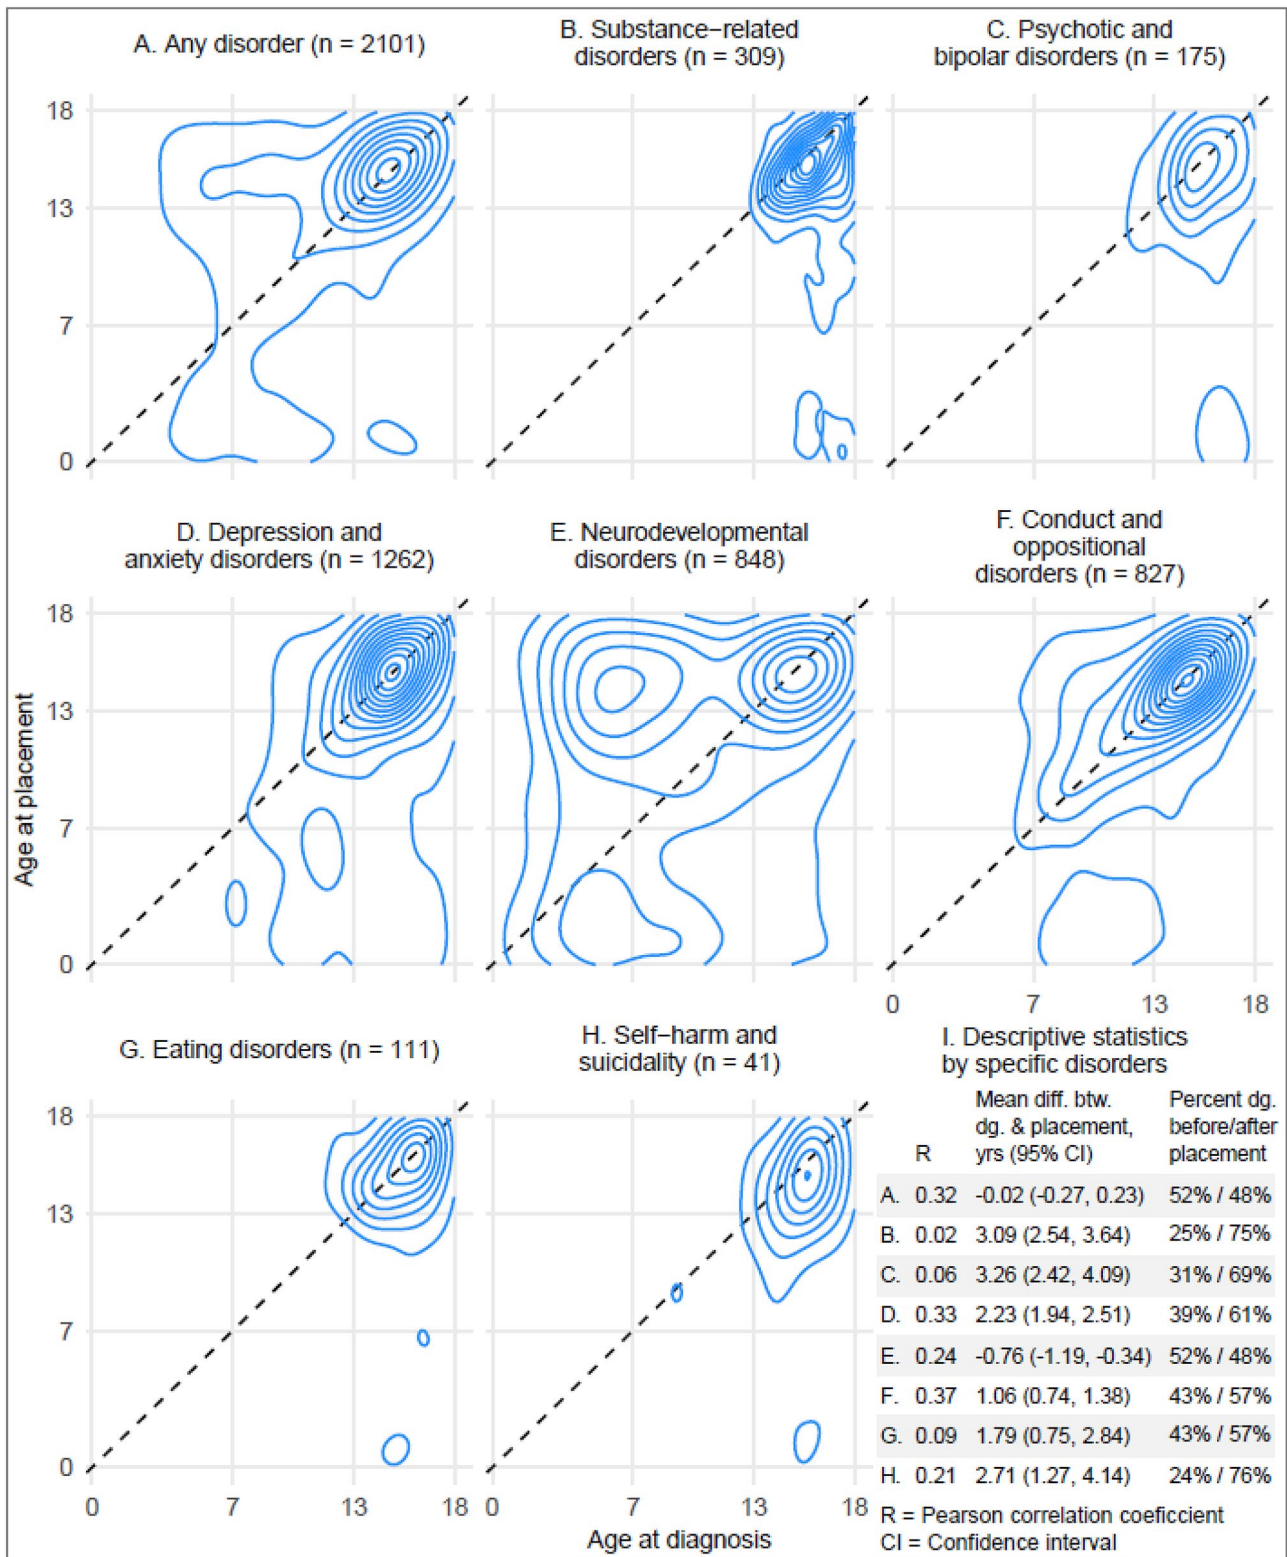 A. Any disorder (n = 2101)
B. Substance−related
disorders (n = 309)
C. Psychotic and
bipolar disorders (n = 175)
18
13
7
0
D. Depression and
anxiety disorders (n = 1262)
E. Neurodevelopmental
disorders (n = 848)
F. Conduct and
oppositional
disorders (n = 827)
Age at placement
18
13
7
0
0 7 13 18
G. Eating disorders (n = 111)
H. Self−harm and
suicidality (n = 41)
18
13
7
0
0 7 13 18
0 7 13 18
Age at diagnosis
I. Descriptive statistics
by specific disorders
Mean diff. btw. Percent dg.
dg. & placement, before/after
R yrs (95% CI) placement
A. 0.32 -0.02 (-0.27, 0.23) 52% / 48%
B. 0.02 3.09 (2.54, 3.64) 25% / 75%
C. 0.06 3.26 (2.42, 4.09) 31% / 69%
D. 0.33 2.23 (1.94, 2.51) 39% / 61%
E. 0.24 -0.76 (-1.19, -0.34) 52% / 48%
F. 0.37 1.06 (0.74, 1.38) 43% / 57%
G. 0.09 1.79 (0.75, 2.84) 43% / 57%
H. 0.21 2.71 (1.27, 4.14) 24% / 76%
R = Pearson correlation coeficcient
CI = Confidence interval